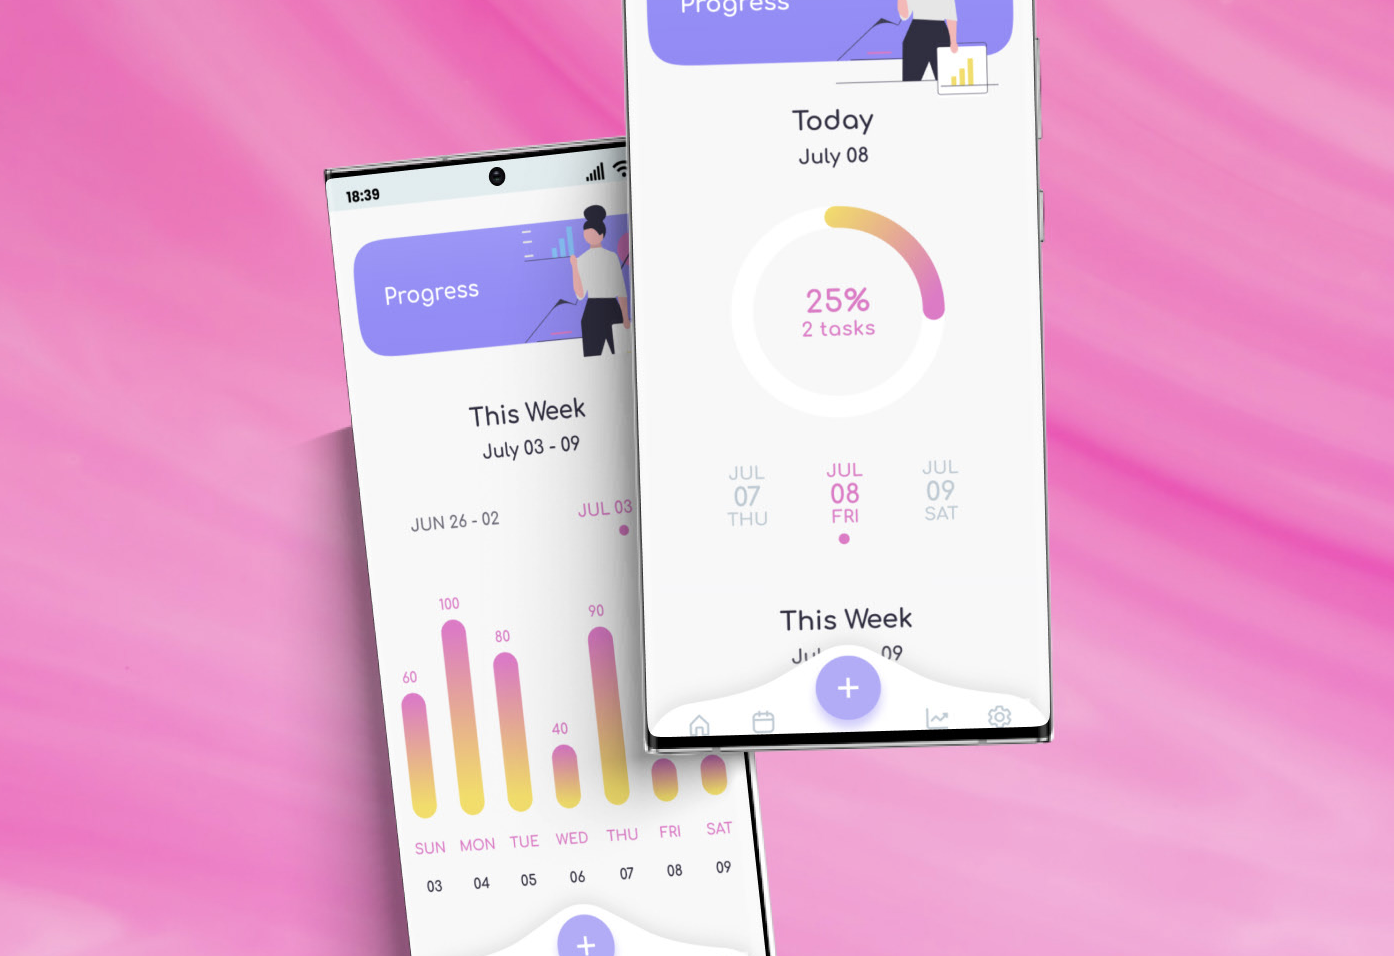 18:39
Progress
This Week
July 03 - 09
JUN 26 - 02
JUL 03
60
100
80
40
90
SUN MON TUE WED THU FRI SAT
03 04 05 06 07 08 09
+
Progress
Today
July 08
25%
2 tasks
JUL JUL JUL
07 08 09
THU FRI SAT
This Week
09
+